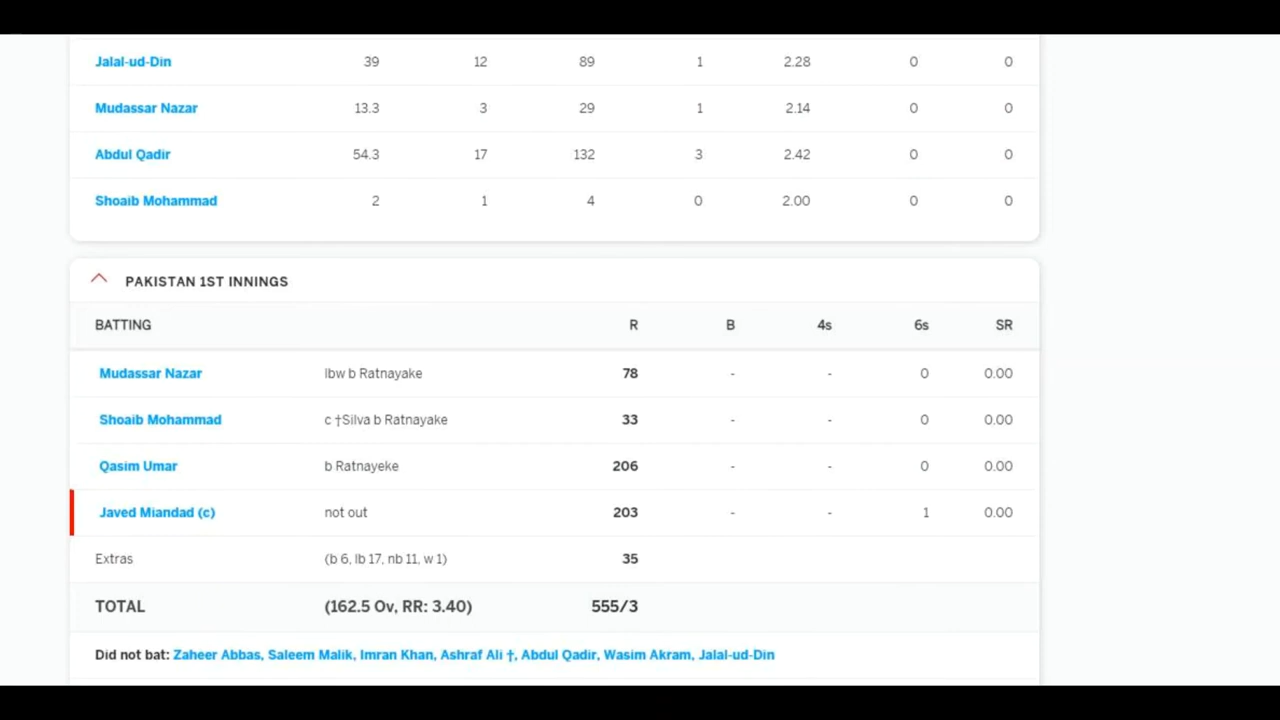 Jalal-ud-Din 39 12 89 1 2.28 0 0
Mudassar Nazar 13.3 3 29 1 2.14 0 0
Abdul Qadir 54.3 17 132 3 2.42 0 0
Shoaib Mohammad 2 1 4 0 2.00 0 0
PAKISTAN 1ST INNINGS
BATTING R B 4s 6s SR
Mudassar Nazar lbw b Ratnayake 78 - - 0 0.00
Shoaib Mohammad c †Silva b Ratnayake 33 - - 0 0.00
Qasim Umar b Ratnayeke 206 - - 0 0.00
Javed Miandad (c) not out 203 - - 1 0.00
Extras (b 6, lb 17, nb 11, w 1) 35
TOTAL (162.5 Ov, RR: 3.40) 555/3
Did not bat: Zaheer Abbas, Saleem Malik, Imran Khan, Ashraf Ali †, Abdul Qadir, Wasim Akram, Jalal-ud-Din